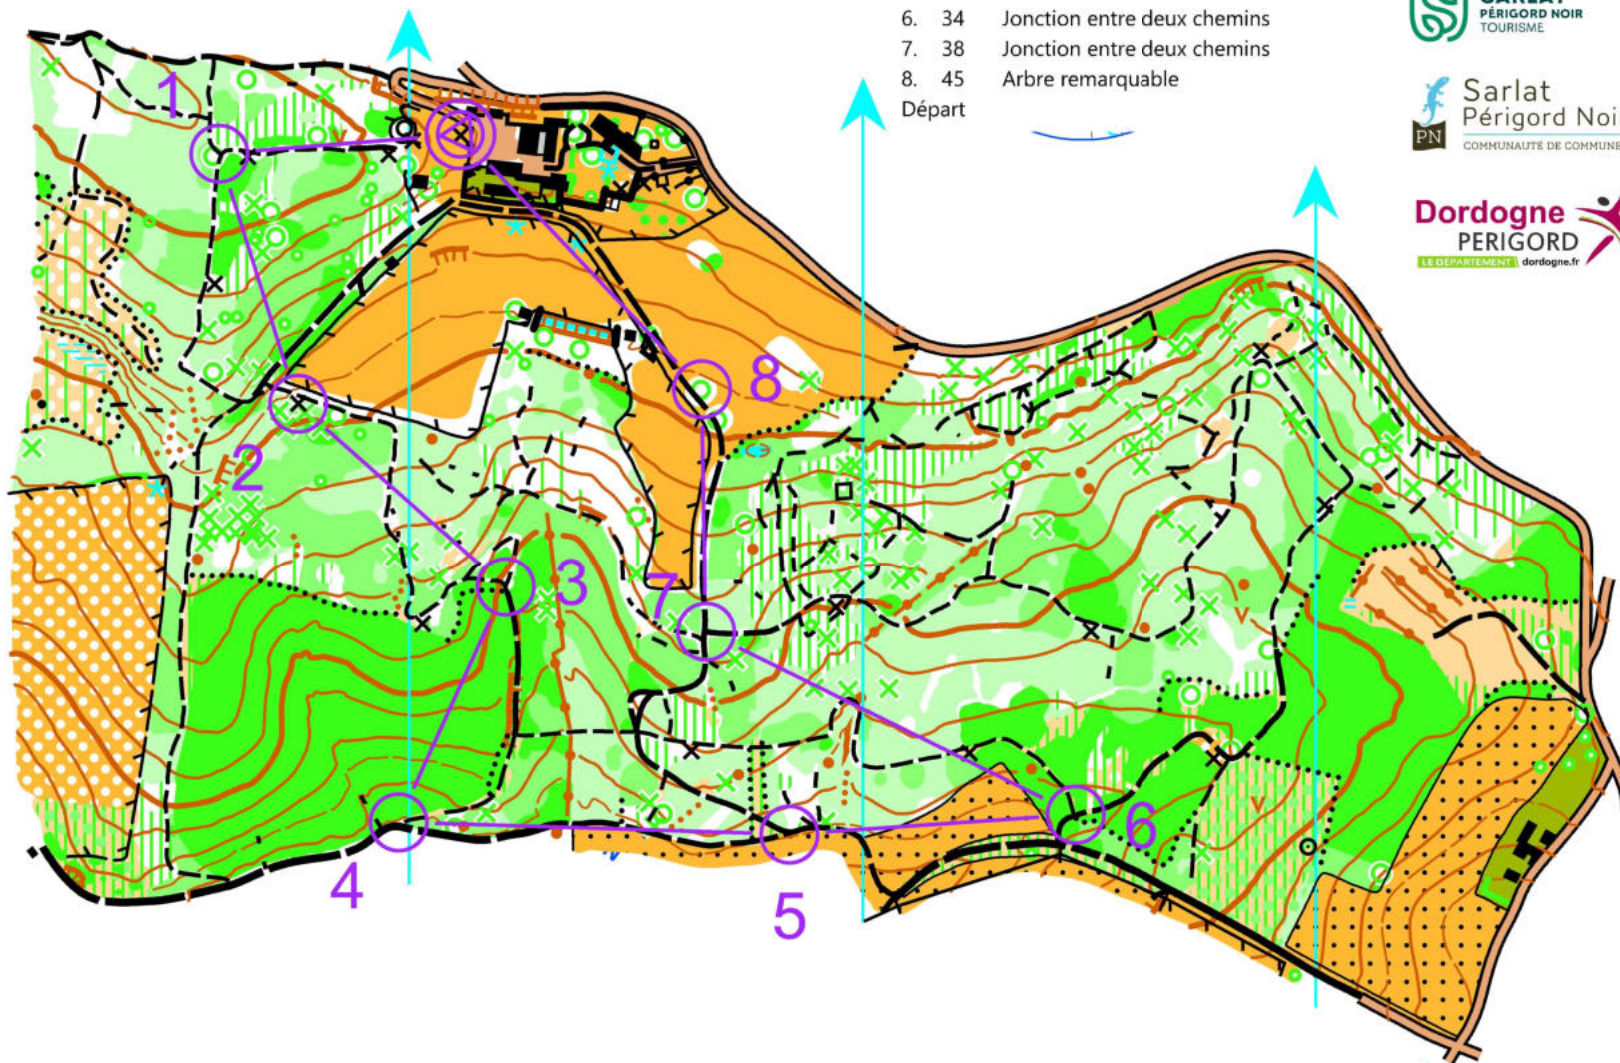 6. 34 Jonction entre deux chemins
7. 38 Jonction entre deux chemins
8. 45 Arbre remarquable
Départ
PÉRIGORD NOIR
TOURISME
Sarlat
Périgord Noir
PN
COMMUNAUTÉ DE COMMUNE
Dordogne
PERIGORD
LE DÉPARTEMENT dordogne.fr
1
2
3
4
5
6
7
8